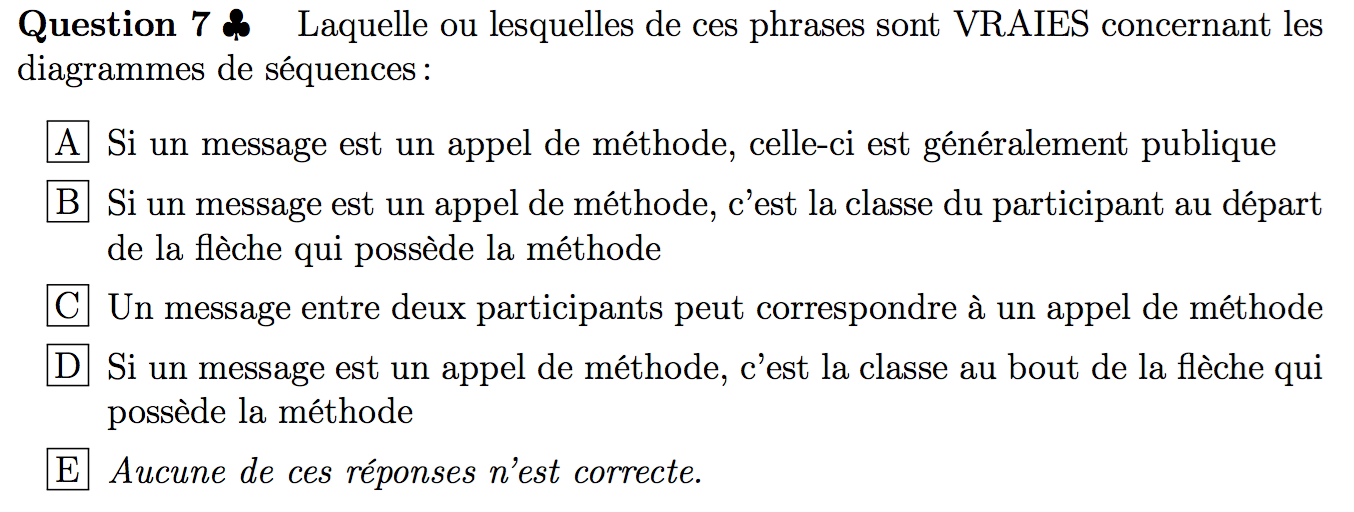 Question 7 ♣ Laquelle ou lesquelles de ces phrases sont VRAIES concernant les
diagrammes de séquences :
A Si un message est un appel de méthode, celle-ci est généralement publique
B Si un message est un appel de méthode, c'est la classe du participant au départ
de la flèche qui possède la méthode
C Un message entre deux participants peut correspondre à un appel de méthode
D Si un message est un appel de méthode, c'est la classe au bout de la flèche qui
possède la méthode
E Aucune de ces réponses n'est correcte.